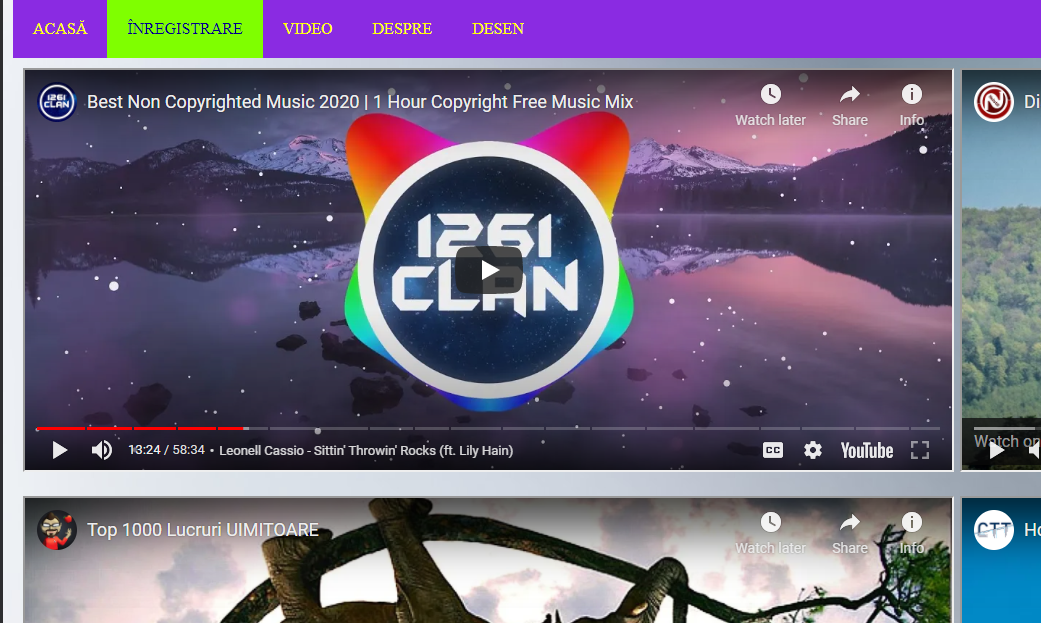 ACASĂ ÎNREGISTRARE VIDEO DESPRE DESEN
1261 CLAN Best Non Copyrighted Music 2020 | 1 Hour Copyright Free Music Mix
Watch later Share Info
Di
1261
CLAN
13:24 / 58:34 • Leonell Cassio - Sittin' Throwin' Rocks (ft. Lily Hain)
CC YouTube
Watch on
Top 1000 Lucruri UIMITOARE
Watch later Share Info
CTT Ho